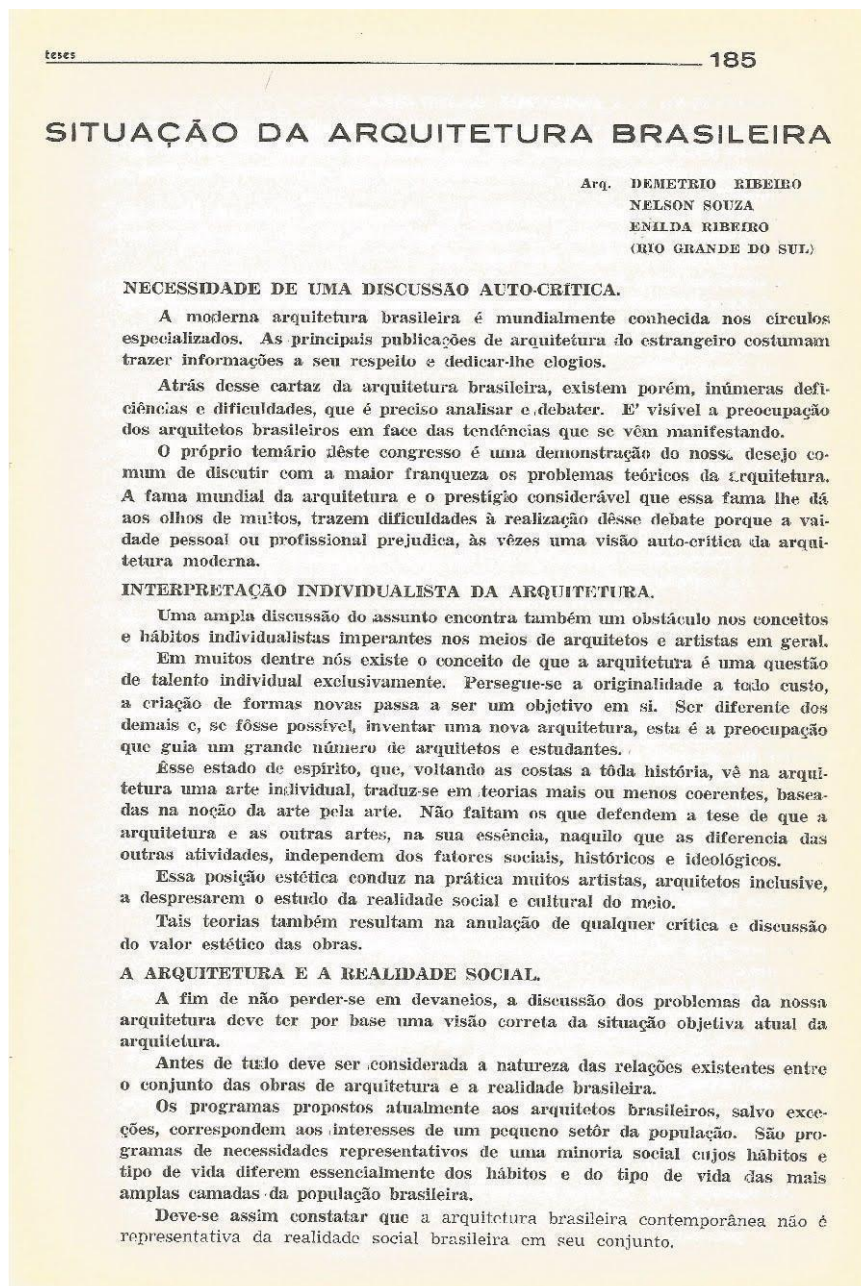 teses 185
SITUAÇÃO DA ARQUITETURA BRASILEIRA
Arq. DEMETRIO RIBEIRO
NELSON SOUZA
ENILDA RIBEIRO
(RIO GRANDE DO SUL)
NECESSIDADE DE UMA DISCUSSÃO AUTO-CRÍTICA.
A moderna arquitetura brasileira é mundialmente conhecida nos círculos
especializados. As principais publicações de arquitetura do estrangeiro costumam
trazer informações a seu respeito e dedicar-lhe elogios.
Atrás desse cartaz da arquitetura brasileira, existem porém, inúmeras defi-
ciências e dificuldades, que é preciso analisar e debater. E' visível a preocupação
dos arquitetos brasileiros em face das tendências que se vêm manifestando.
O próprio temário dêste congresso é uma demonstração do nosso desejo co-
mum de discutir com a maior franqueza os problemas teóricos da arquitetura.
A fama mundial da arquitetura e o prestígio considerável que essa fama lhe dá
aos olhos de muitos, trazem dificuldades à realização dêsse debate porque a vai-
dade pessoal ou profissional prejudica, às vêzes uma visão auto-crítica da arqui-
tetura moderna.
INTERPRETAÇÃO INDIVIDUALISTA DA ARQUITETURA.
Uma ampla discussão do assunto encontra também um obstáculo nos conceitos
e hábitos individualistas imperantes nos meios de arquitetos e artistas em geral.
Em muitos dentre nós existe o conceito de que a arquitetura é uma questão
de talento individual exclusivamente. Persegue-se a originalidade a todo custo,
a criação de formas novas passa a ser um objetivo em si. Ser diferente dos
demais e, se fôsse possível, inventar uma nova arquitetura, esta é a preocupação
que guia um grande número de arquitetos e estudantes.
Êsse estado de espírito, que, voltando as costas a tôda história, vê na arqui-
tetura uma arte individual, traduz-se em teorias mais ou menos coerentes, basea-
das na noção da arte pela arte. Não faltam os que defendem a tese de que a
arquitetura e as outras artes, na sua essência, naquilo que as diferencia das
outras atividades, independem dos fatores sociais, históricos e ideológicos.
Essa posição estética conduz na prática muitos artistas, arquitetos inclusive,
a despresarem o estudo da realidade social e cultural do meio.
Tais teorias também resultam na anulação de qualquer crítica e discussão
do valor estético das obras.
A ARQUITETURA E A REALIDADE SOCIAL.
A fim de não perder-se em devaneios, a discussão dos problemas da nossa
arquitetura deve ter por base uma visão correta da situação objetiva atual da
arquitetura.
Antes de tudo deve ser considerada a natureza das relações existentes entre
o conjunto das obras de arquitetura e a realidade brasileira.
Os programas propostos atualmente aos arquitetos brasileiros, salvo exce-
ções, correspondem aos interesses de um pequeno setôr da população. São pro-
gramas de necessidades representativos de uma minoria social cujos hábitos e
tipo de vida diferem essencialmente dos hábitos e do tipo de vida das mais
amplas camadas da população brasileira.
Deve-se assim constatar que a arquitetura brasileira contemporânea não é
representativa da realidade social brasileira em seu conjunto.